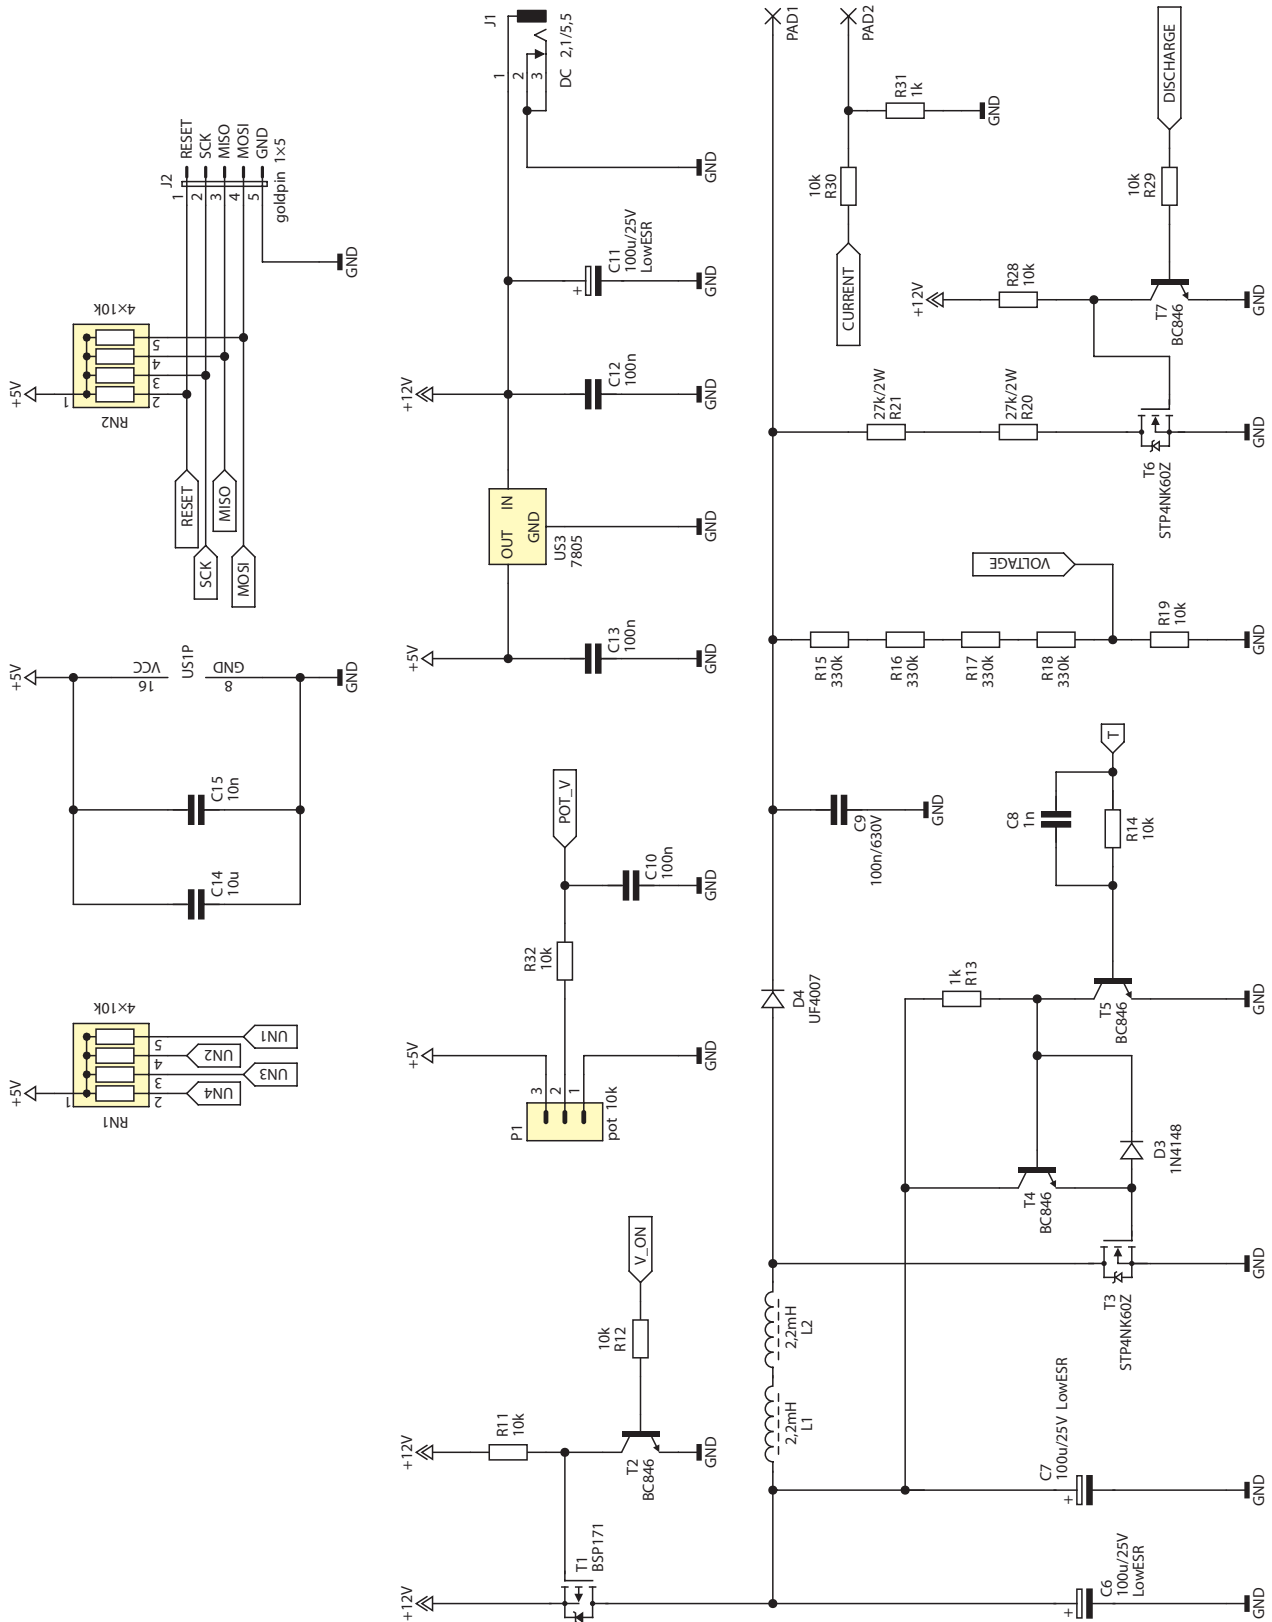 +5V
1
RN1
4×10k
2
3
4
5
UN4
UN3
UN2
UN1
C14
10u
C15
10n
+5V
16
VCC
US1P
8
GND
GND
+5V
1
RN2
4×10k
2
3
4
5
RESET
SCK
MISO
MOSI
J2
1
2
3
4
5
RESET
SCK
MISO
MOSI
GND
goldpin 1×5
GND
+12V
T1
BSP171
+12V
R11
10k
T2
BC846
GND
10k
R12
V_ON
P1
3
2
1
pot 10k
+5V
GND
R32
10k
POT_V
C10
100n
GND
+5V
C13
100n
GND
OUT
IN
GND
US3
7805
GND
+12V
C12
100n
GND
+
C11
100u/25V
LowESR
GND
GND
J1
1
2
3
DC 2,1/5,5
+
C6
100u/25V
LowESR
GND
+
C7
100u/25V LowESR
GND
2,2mH
L1
2,2mH
L2
T3
STP4NK60Z
GND
T4
BC846
D3
1N4148
1k
R13
T5
BC846
GND
D4
UF4007
C8
1n
R14
10k
T
C9
100n/630V
GND
R15
330k
R16
330k
R17
330k
R18
330k
VOLTAGE
R19
10k
GND
27k/2W
R21
27k/2W
R20
T6
STP4NK60Z
GND
+12V
R28
10k
T7
BC846
GND
10k
R29
DISCHARGE
CURRENT
10k
R30
R31
1k
GND
PAD1
PAD2